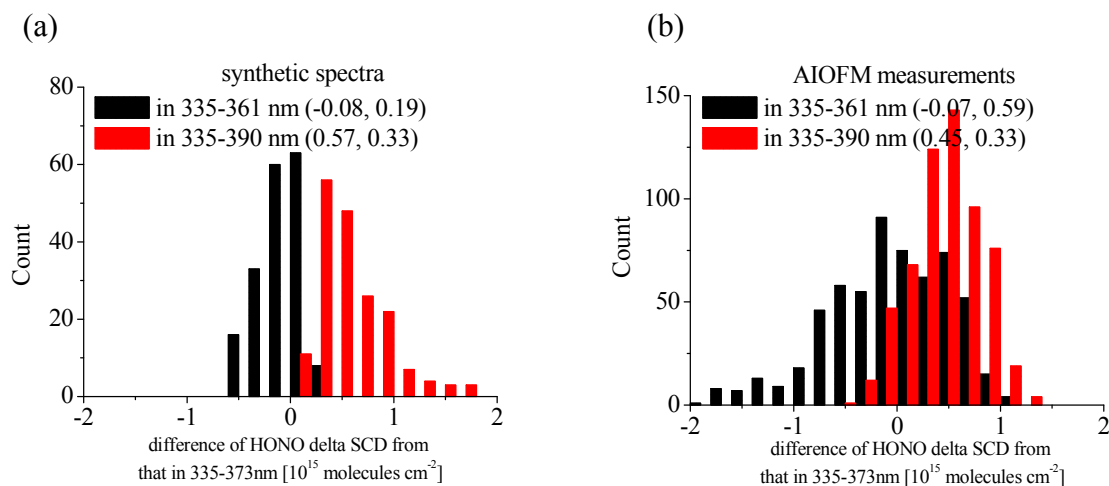 (a)
synthetic spectra
in 335-361 nm (-0.08, 0.19)
in 335-390 nm (0.57, 0.33)
80
60
40
20
0
Count
-2
-1
0
1
2
difference of HONO delta SCD from
that in 335-373nm [10¹⁵ molecules cm⁻²]
(b)
AIOFM measurements
in 335-361 nm (-0.07, 0.59)
in 335-390 nm (0.45, 0.33)
150
100
50
0
Count
-2
-1
0
1
2
difference of HONO delta SCD from
that in 335-373nm [10¹⁵ molecules cm⁻²]